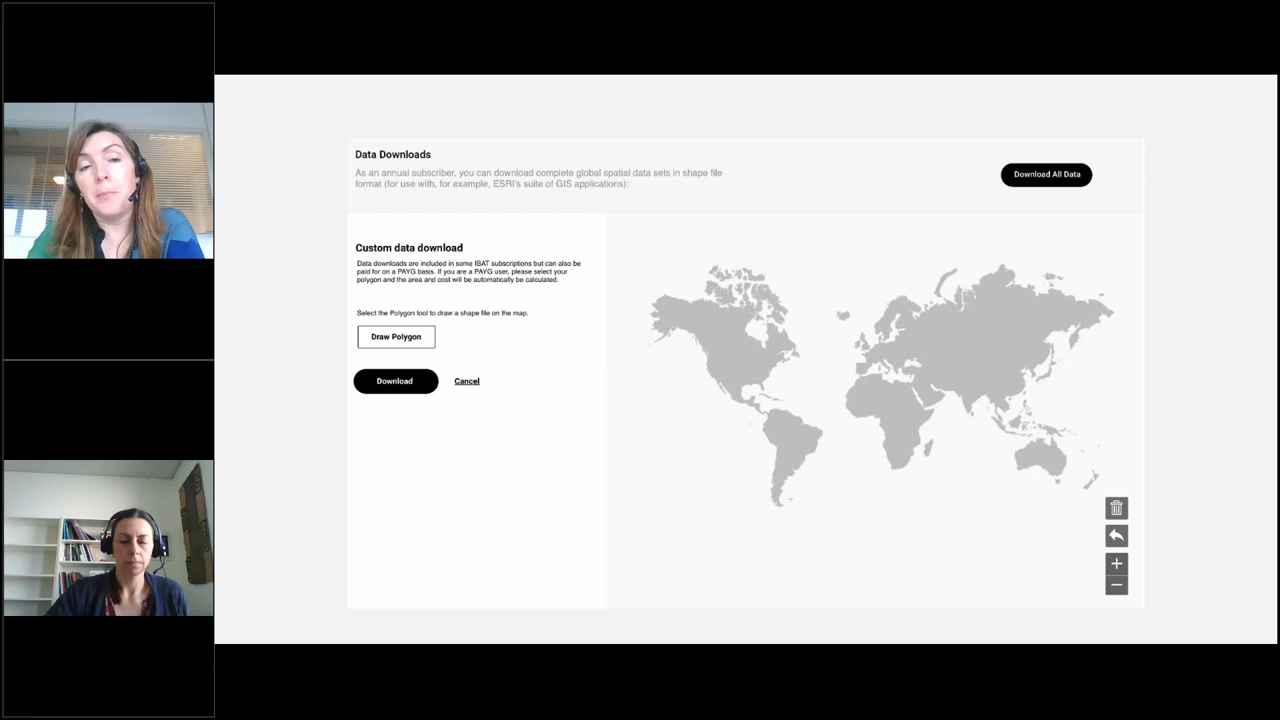 Data Downloads
As an annual subscriber, you can download complete global spatial data sets in shape file
format (for use with, for example, ESRI's suite of GIS applications):
Download All Data
Custom data download
Data downloads are included in some IBAT subscriptions but can also be
paid for on a PAYG basis. If you are a PAYG user, please select your
polygon and the area and cost will be automatically be calculated.
Select the Polygon tool to draw a shape file on the map.
Draw Polygon
Download
Cancel